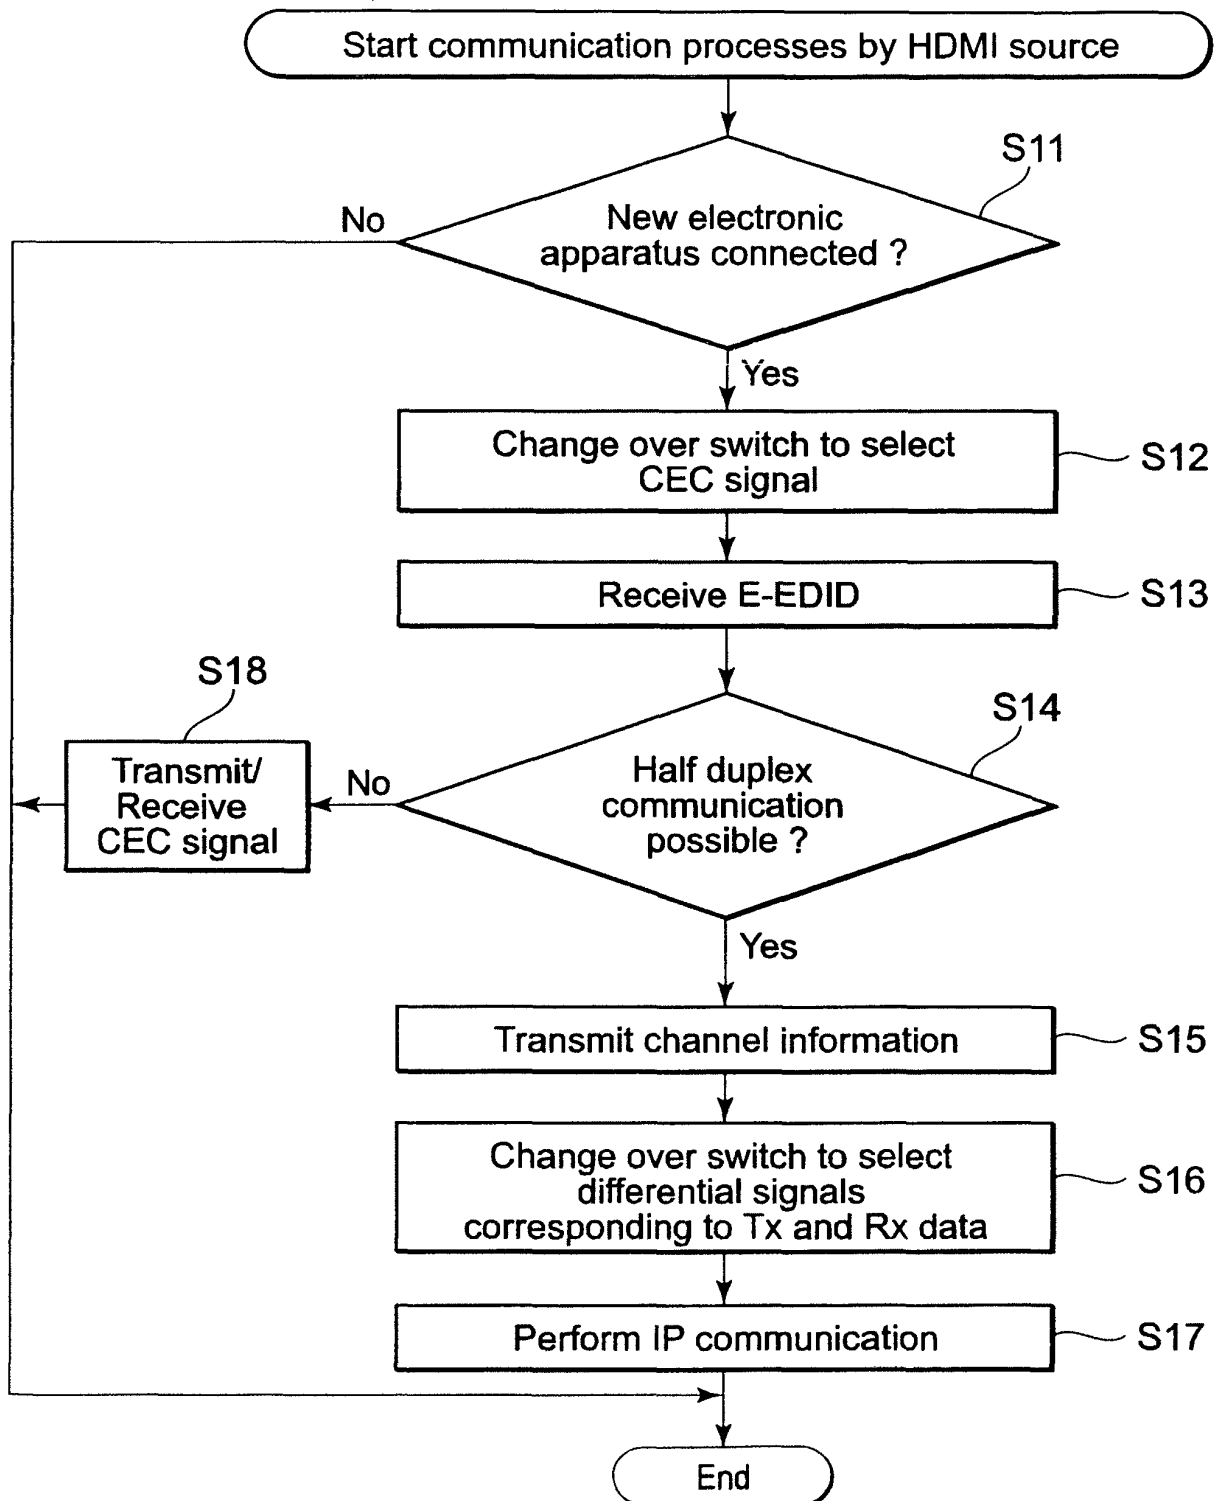 Start communication processes by HDMI source
S11
No
New electronic
apparatus connected ?
Yes
Change over switch to select
CEC signal
S12
Receive E-EDID
S13
S18
S14
Transmit/
Receive
CEC signal
No
Half duplex
communication
possible ?
Yes
Transmit channel information
S15
Change over switch to select
differential signals
corresponding to Tx and Rx data
S16
Perform IP communication
S17
End